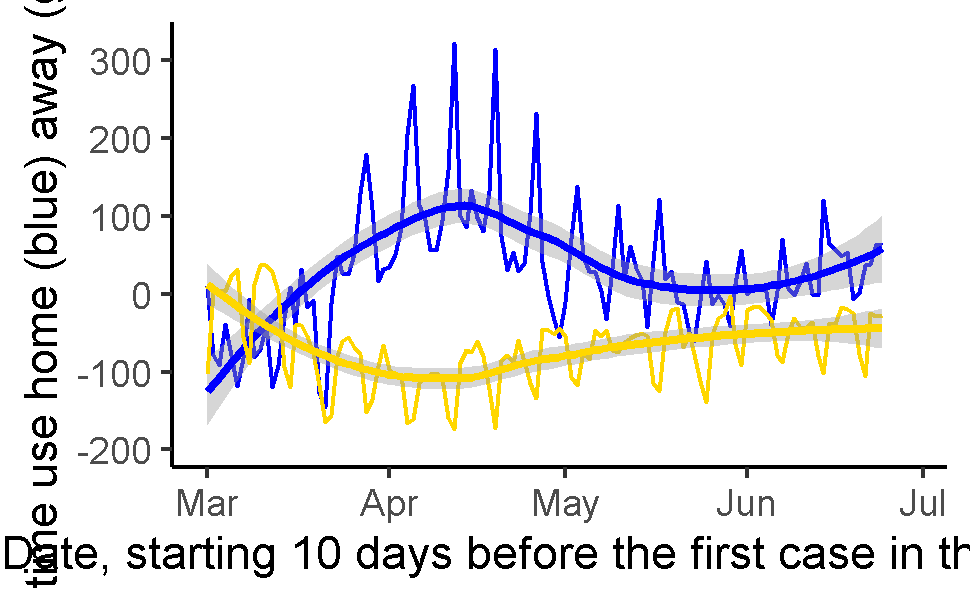 time use home (blue) away (
300
200
100
0
-100
-200
Mar Apr May Jun Jul
Date, starting 10 days before the first case in th